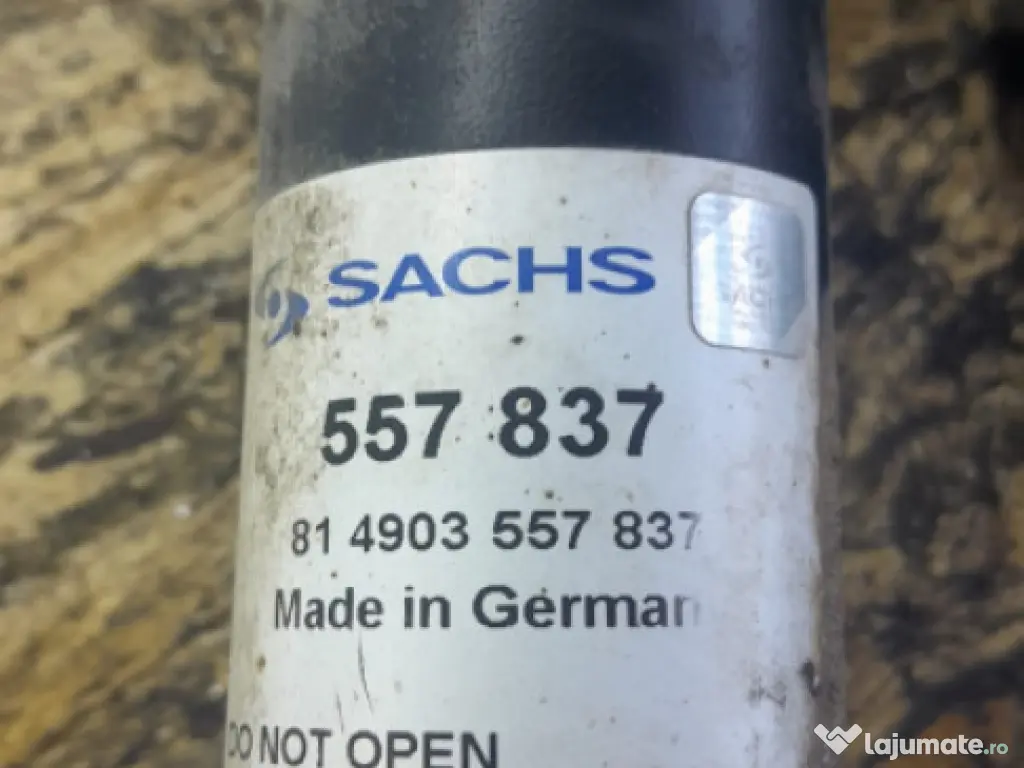 SACHS
557 837
81 4903 557 837
Made in German
DO NOT OPEN
lajumate.ro